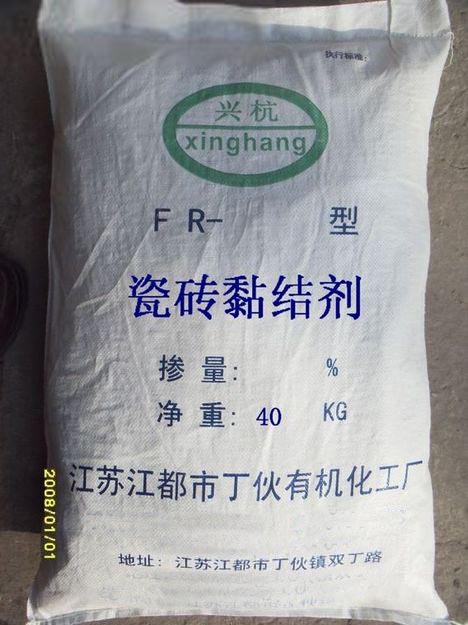 执行标准：
兴杭
xinghang
FR- 型
瓷砖黏结剂
掺量: %
净重: 40 KG
江苏江都市丁伙有机化工厂
地址: 江苏江都市丁伙镇双丁路
2008/01/01